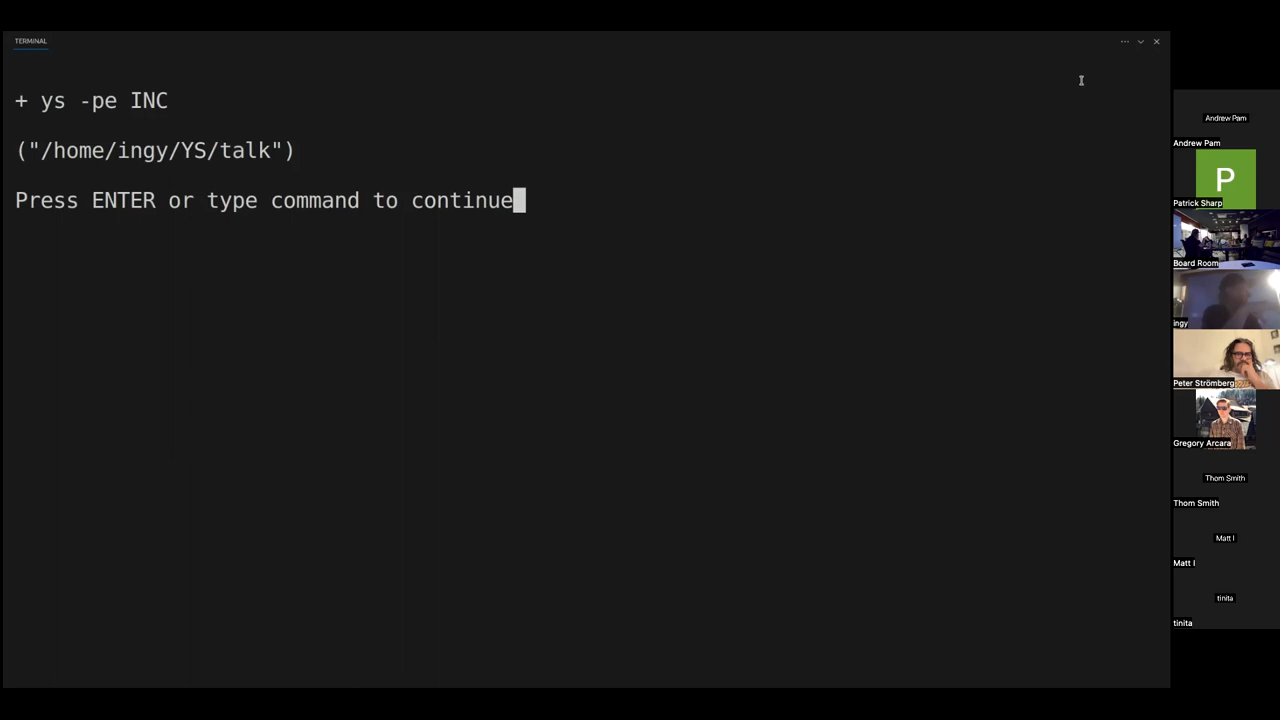 TERMINAL
+ ys -pe INC
("/home/ingy/YS/talk")
Press ENTER or type command to continue
Andrew Pam
Andrew Pam
P
Patrick Sharp
Board Room
ingy
Peter Strömberg
Gregory Arcara
Thom Smith
Thom Smith
Matt I
Matt I
tinita
tinita